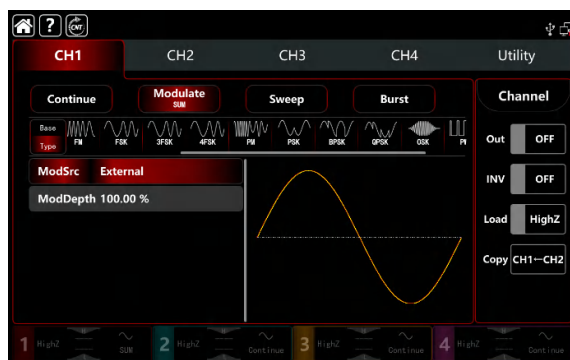 ? CNT
CH1 CH2 CH3 CH4 Utility
Continue Modulate SUM Sweep Burst Channel
Base Type FM FSK 3FSK 4FSK PM PSK BPSK QPSK OSK
Out OFF
ModSrc External
INV OFF
ModDepth 100.00 %
Load HighZ
Copy CH1←CH2
1 HighZ SUM 2 HighZ Continue 3 HighZ Continue 4 HighZ Continue